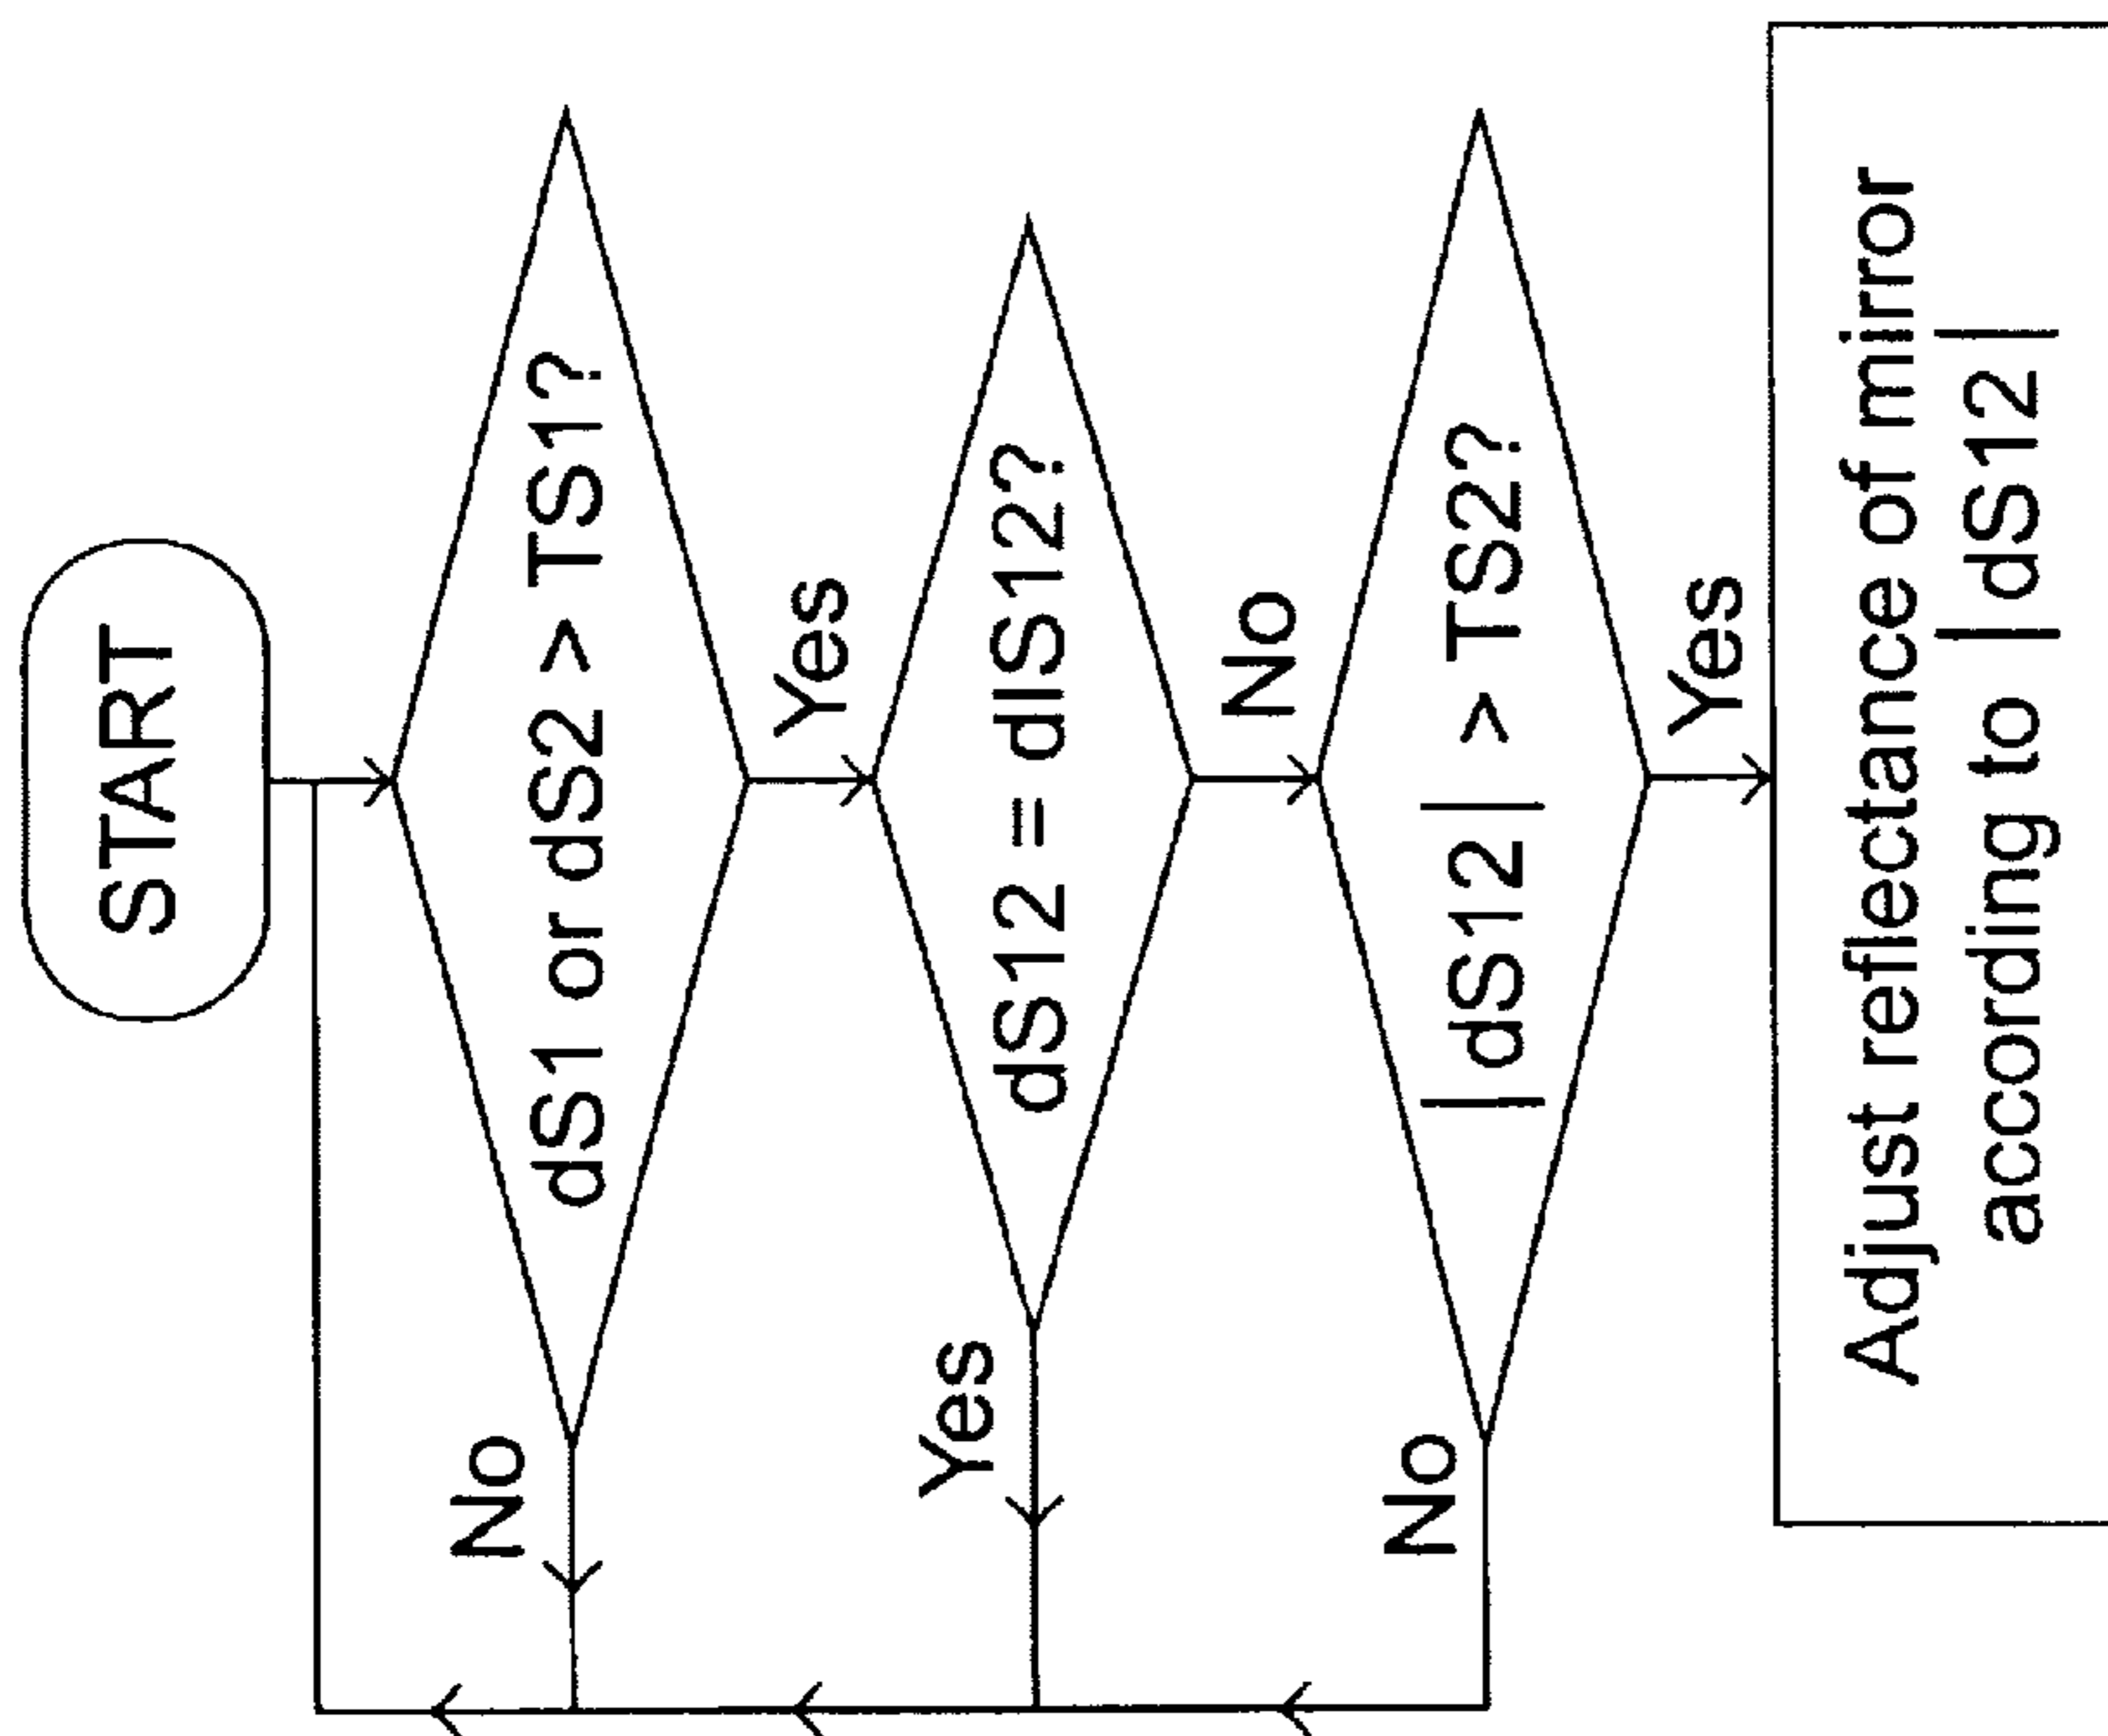 START
dS1 or dS2 > TS1?
No
Yes
dS12 = dIS12?
Yes
No
|dS12| > TS2?
No
Yes
Adjust reflectance of mirror
according to |dS12|